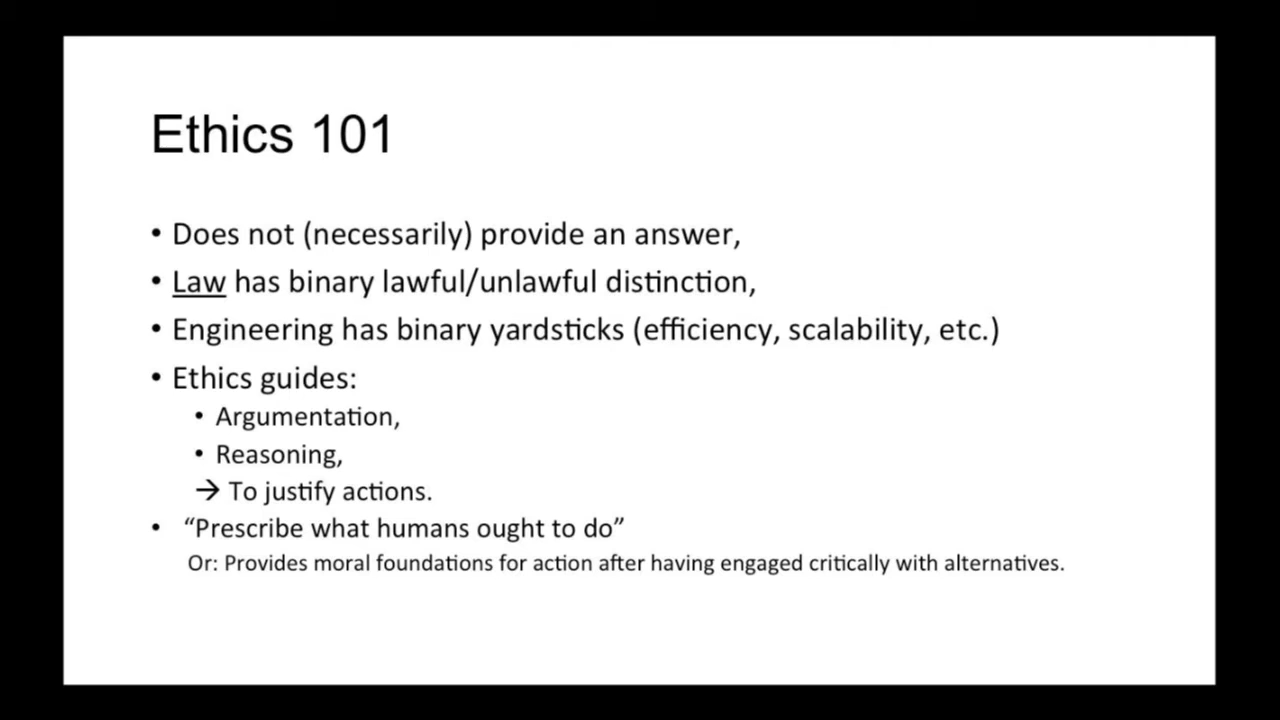 Ethics 101
• Does not (necessarily) provide an answer,
• Law has binary lawful/unlawful distinction,
• Engineering has binary yardsticks (efficiency, scalability, etc.)
• Ethics guides:
• Argumentation,
• Reasoning,
→ To justify actions.
• “Prescribe what humans ought to do”
Or: Provides moral foundations for action after having engaged critically with alternatives.